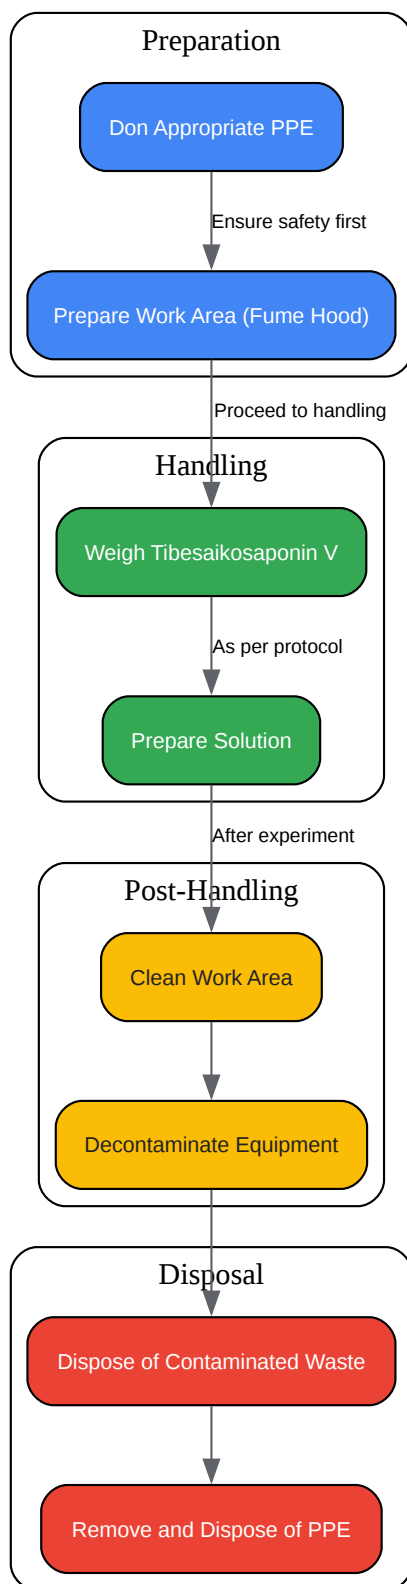 Preparation
Don Appropriate PPE
Ensure safety first
Prepare Work Area (Fume Hood)
Proceed to handling
Handling
Weigh Tibesaikosaponin V
As per protocol
Prepare Solution
After experiment
Post-Handling
Clean Work Area
Decontaminate Equipment
Disposal
Dispose of Contaminated Waste
Remove and Dispose of PPE